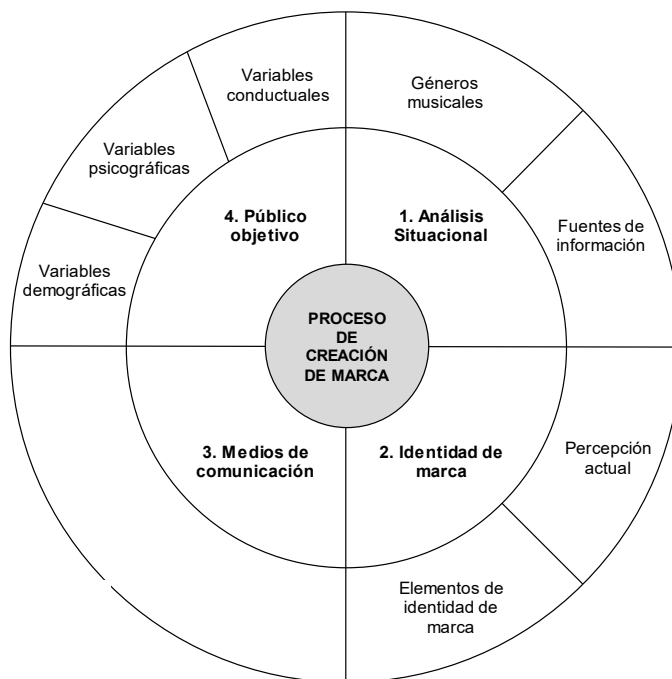 Variables
conductuales
Géneros
musicales
Variables
psicográficas
Fuentes de
información
Variables
demográficas
4. Público
objetivo
1. Análisis
Situacional
PROCESO
DE
CREACIÓN
DE MARCA
3. Medios de
comunicación
2. Identidad de
marca
Percepción
actual
Elementos de
identidad de
marca